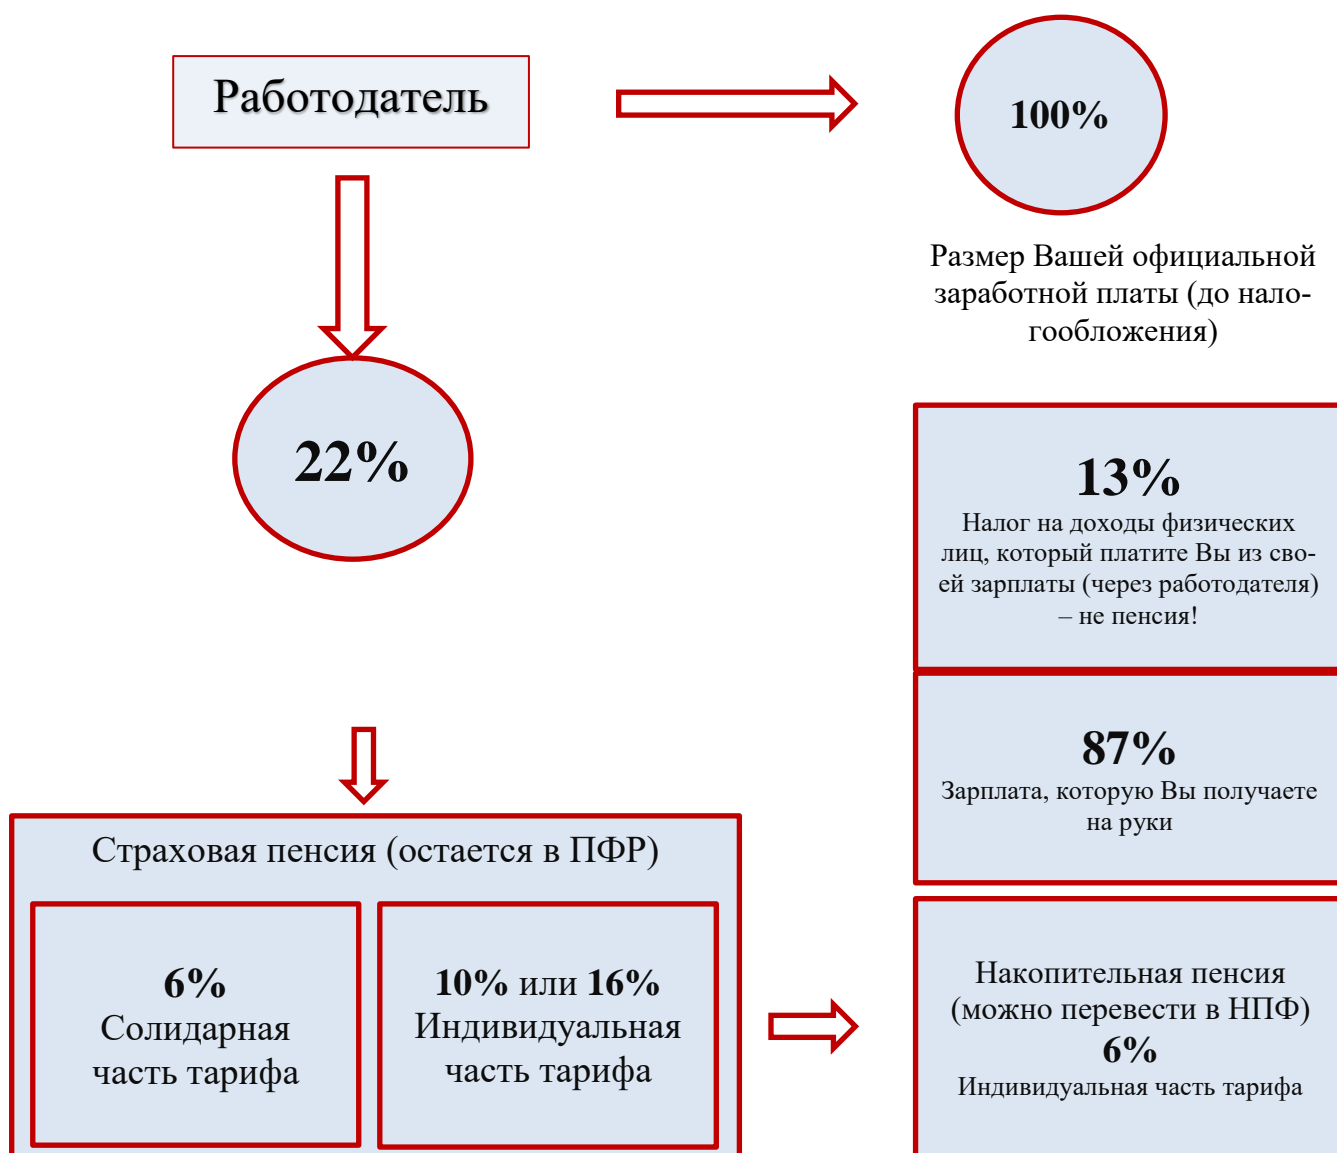 Работодатель
100%
Размер Вашей официальной
заработной платы (до нало-
гообложения)
22%
13%
Налог на доходы физических
лиц, который платите Вы из сво-
ей зарплаты (через работодателя)
– не пенсия!
87%
Зарплата, которую Вы получаете
на руки
Страховая пенсия (остается в ПФР)
6%
Солидарная
часть тарифа
10% или 16%
Индивидуальная
часть тарифа
Накопительная пенсия
(можно перевести в НПФ)
6%
Индивидуальная часть тарифа